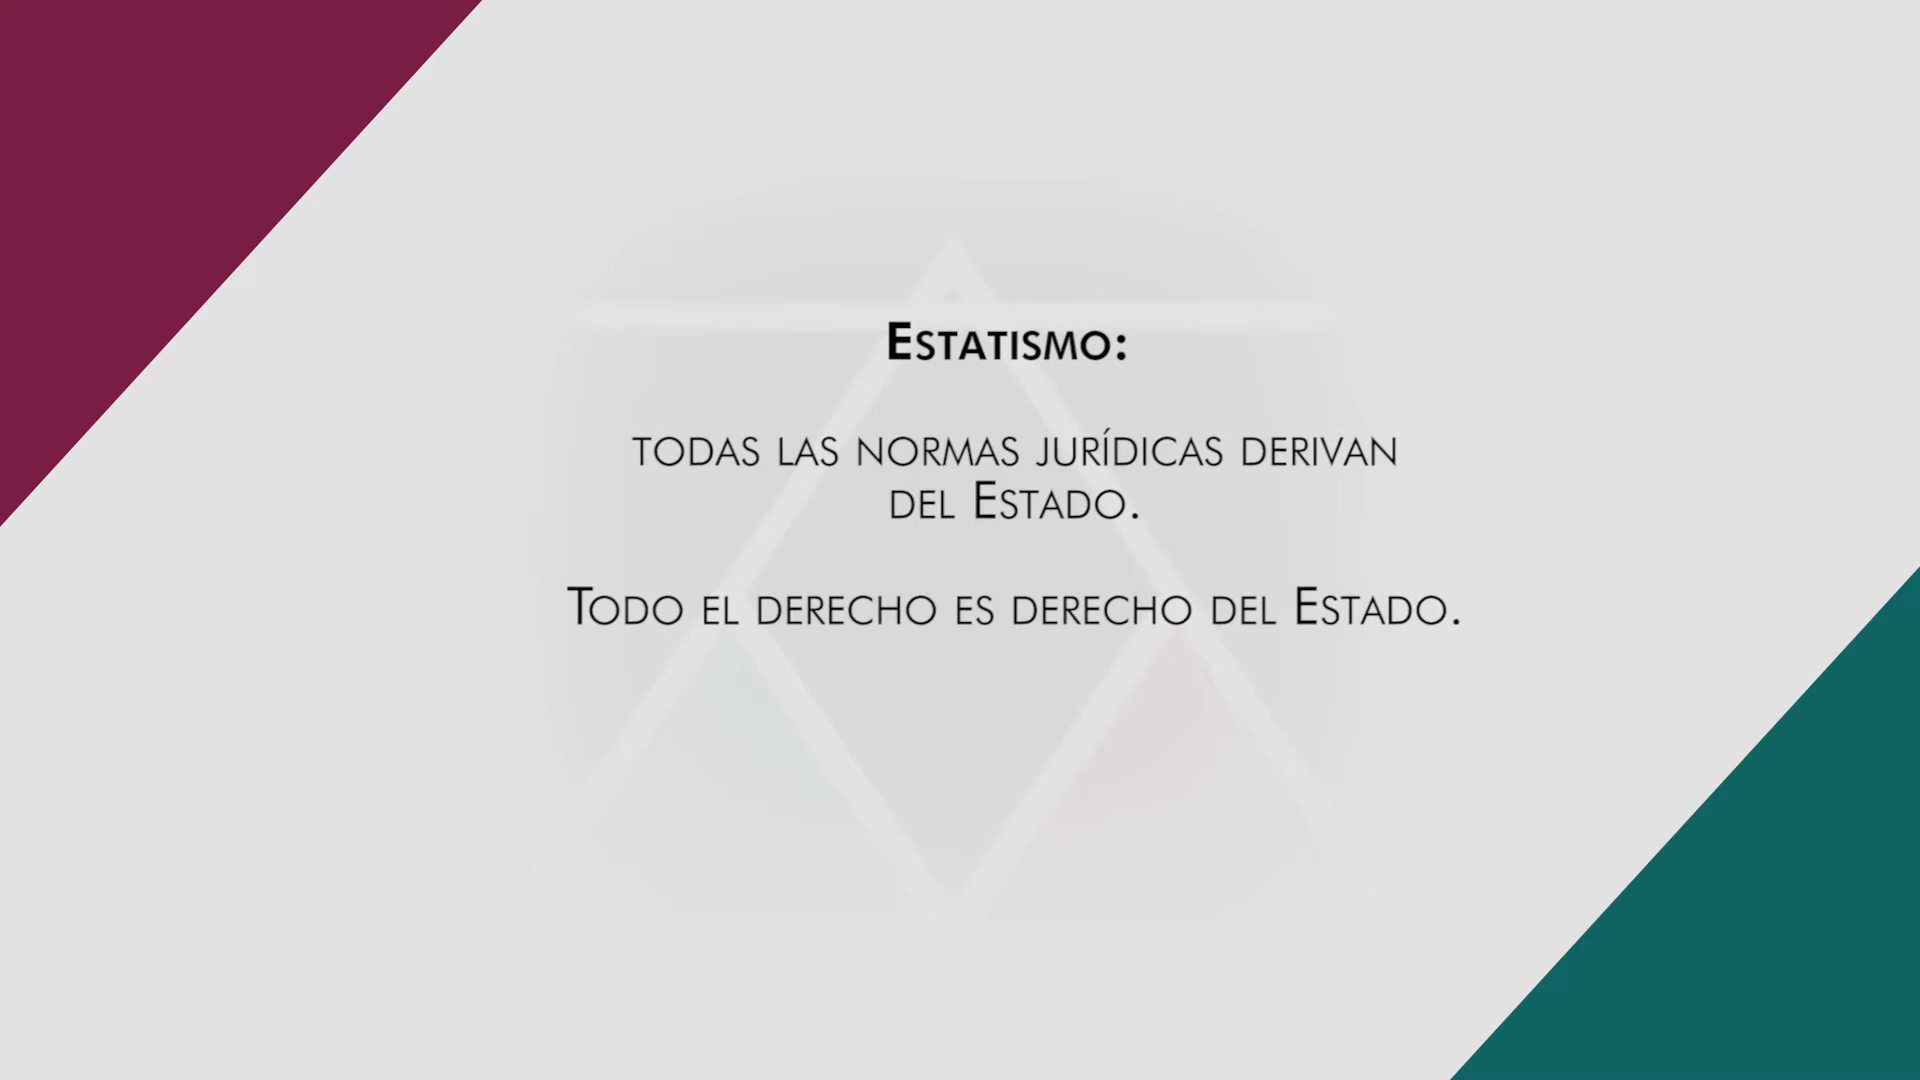 Estatismo:
todas las normas jurídicas derivan
del Estado.
Todo el derecho es derecho del Estado.